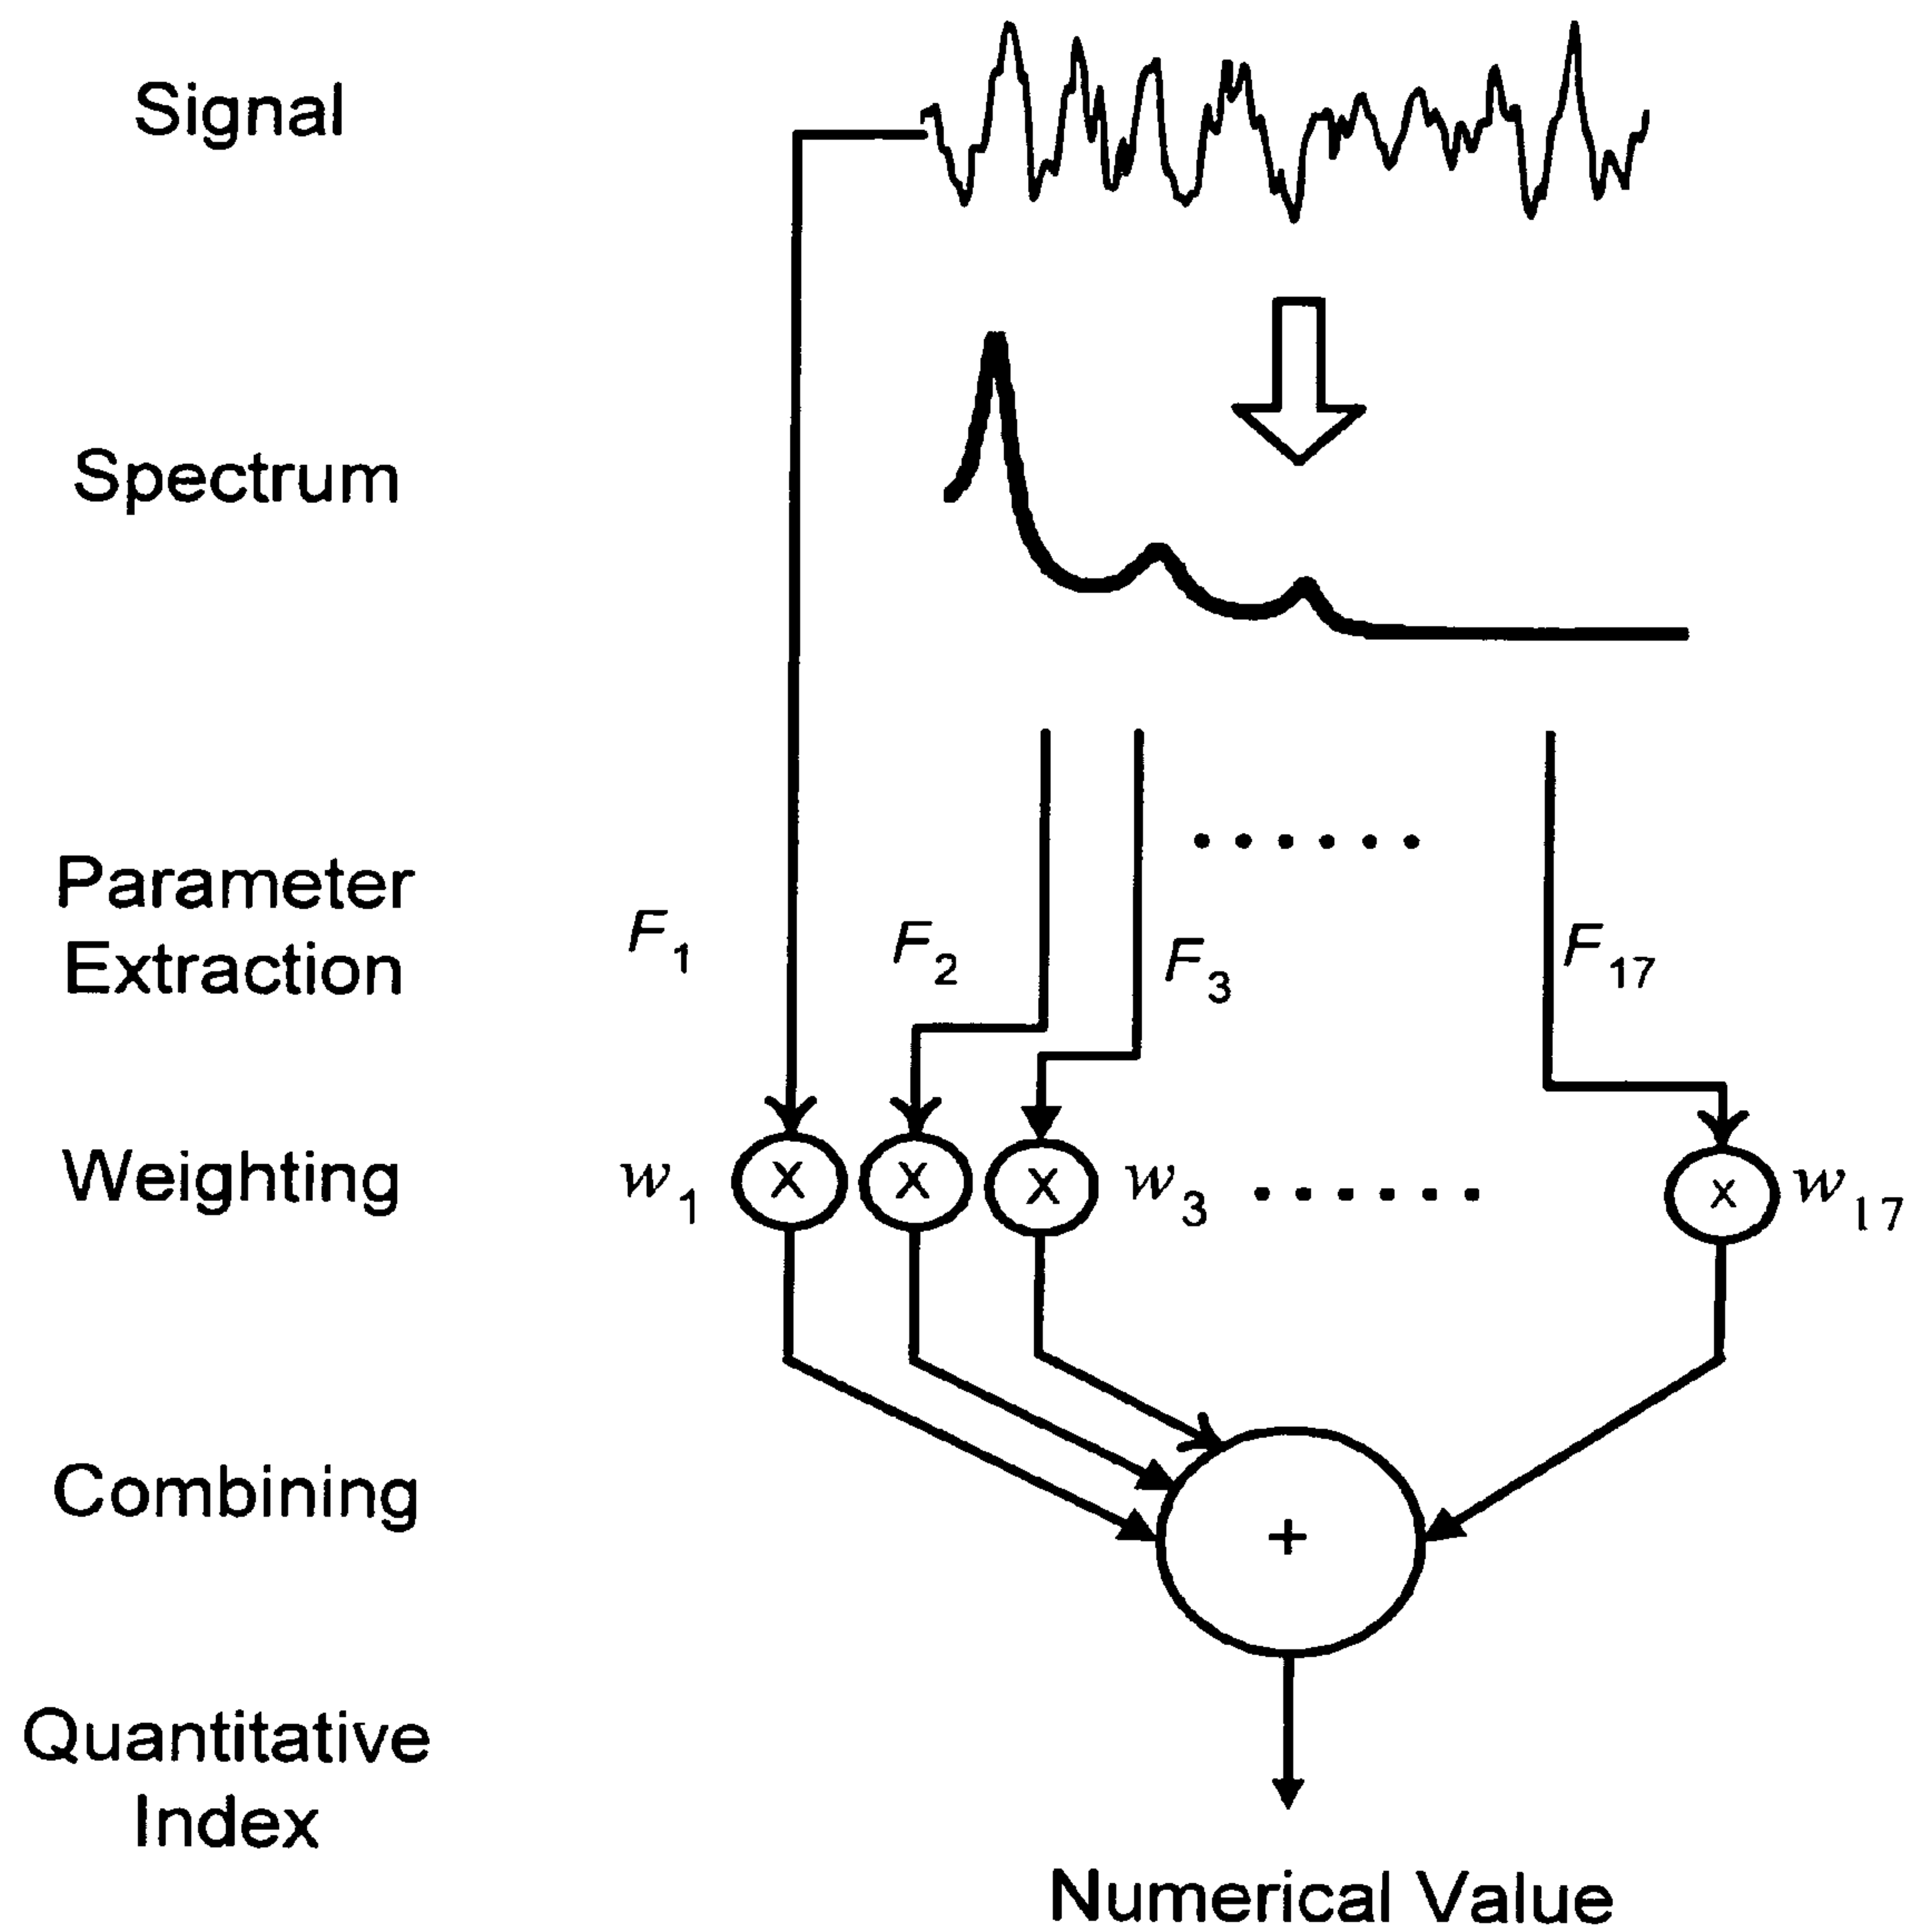 Signal
Spectrum
Parameter
Extraction
F1
F2
F3
F17
Weighting
w1
x
x
x
w3
x
w17
Combining
+
Quantitative
Index
Numerical Value